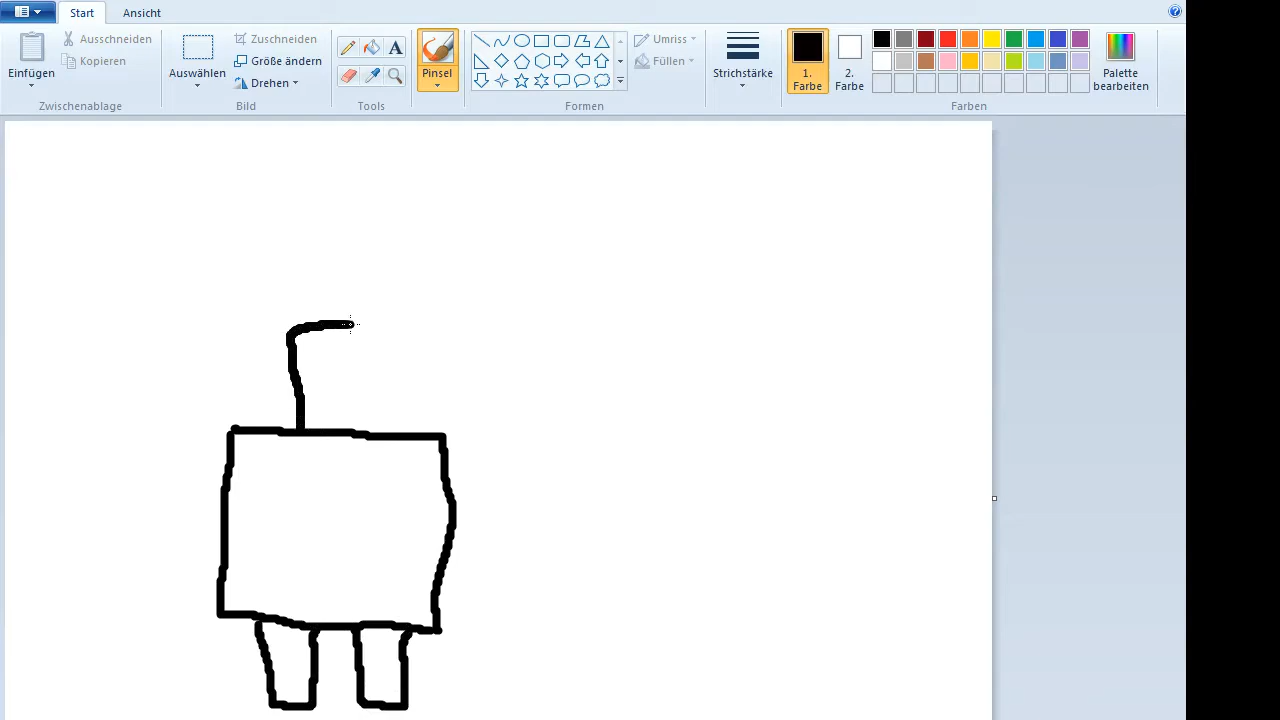 Start Ansicht
Einfügen
Ausschneiden
Kopieren
Zwischenablage
Auswählen
Zuschneiden
Größe ändern
Drehen
Bild
A
Tools
Pinsel
Formen
Umriss
Füllen
Strichstärke
1.
Farbe
2.
Farbe
Palette
bearbeiten
Farben